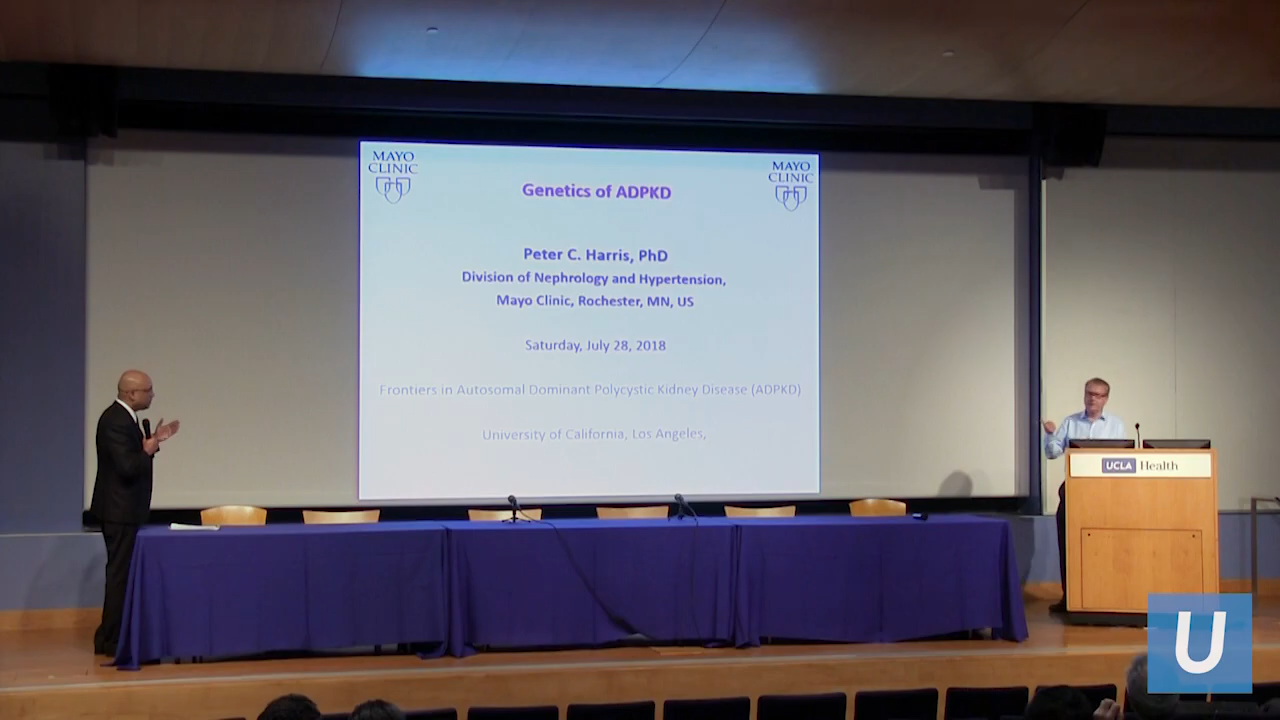 MAYO
CLINIC
MAYO
CLINIC
Genetics of ADPKD
Peter C. Harris, PhD
Division of Nephrology and Hypertension,
Mayo Clinic, Rochester, MN, US
Saturday, July 28, 2018
Frontiers in Autosomal Dominant Polycystic Kidney Disease (ADPKD)
University of California, Los Angeles,
UCLA Health
U